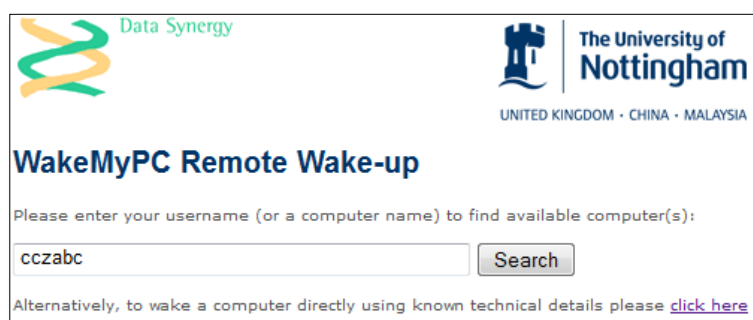 Data Synergy
The University of
Nottingham
UNITED KINGDOM · CHINA · MALAYSIA
WakeMyPC Remote Wake-up
Please enter your username (or a computer name) to find available computer(s):
cczabc Search
Alternatively, to wake a computer directly using known technical details please click here